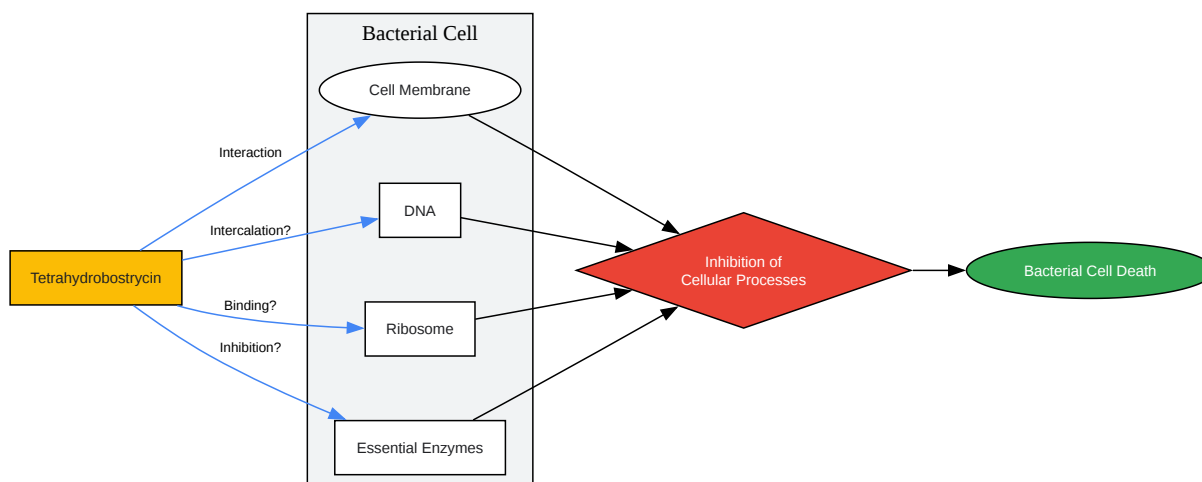 Bacterial Cell
Cell Membrane
Interaction
DNA
Intercalation?
Tetrahydrobostrycin
Inhibition of
Cellular Processes
Bacterial Cell Death
Binding?
Ribosome
Inhibition?
Essential Enzymes